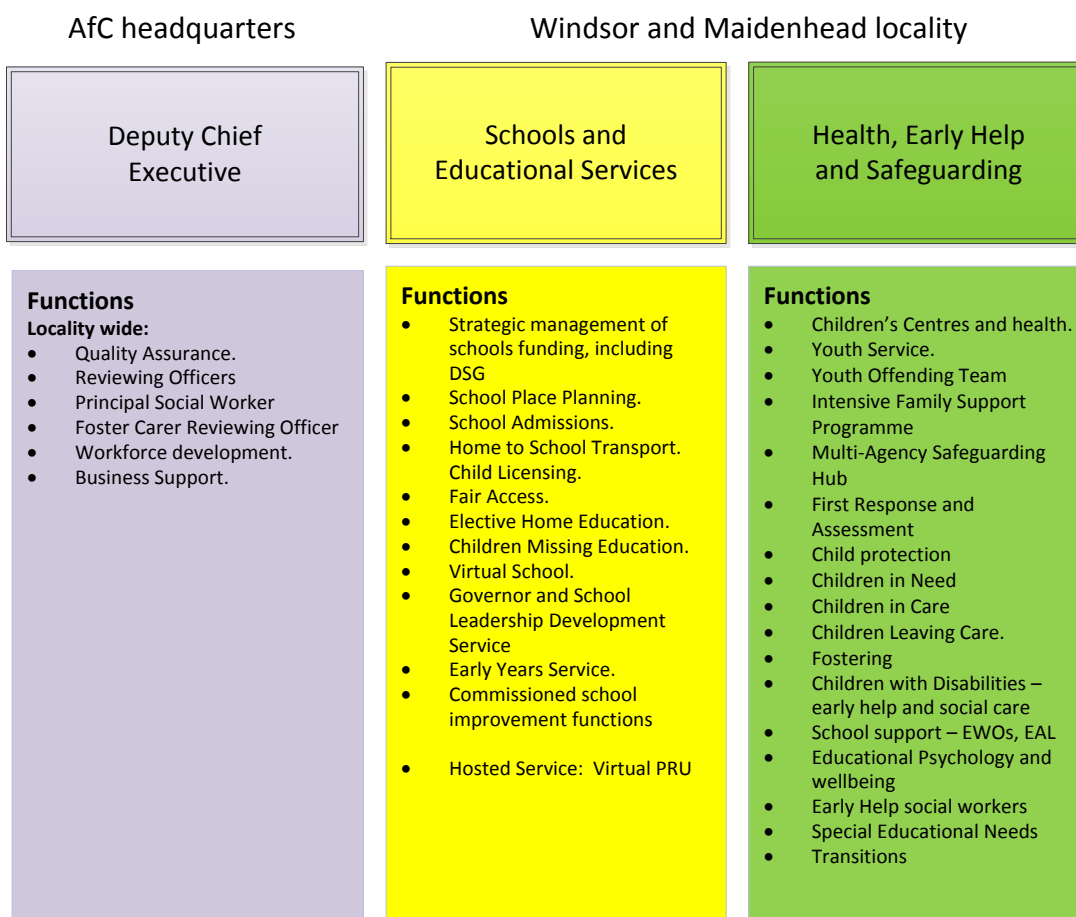 AfC headquarters
Windsor and Maidenhead locality
Deputy Chief
Executive
Schools and
Educational Services
Health, Early Help
and Safeguarding
Functions
Locality wide:
• Quality Assurance.
• Reviewing Officers
• Principal Social Worker
• Foster Carer Reviewing Officer
• Workforce development.
• Business Support.
Functions
• Strategic management of
schools funding, including
DSG
• School Place Planning.
• School Admissions.
• Home to School Transport.
Child Licensing.
• Fair Access.
• Elective Home Education.
• Children Missing Education.
• Virtual School.
• Governor and School
Leadership Development
Service
• Early Years Service.
• Commissioned school
improvement functions
• Hosted Service: Virtual PRU
Functions
• Children’s Centres and health.
• Youth Service.
• Youth Offending Team
• Intensive Family Support
Programme
• Multi-Agency Safeguarding
Hub
• First Response and
Assessment
• Child protection
• Children in Need
• Children in Care
• Children Leaving Care.
• Fostering
• Children with Disabilities –
early help and social care
• School support – EWOs, EAL
• Educational Psychology and
wellbeing
• Early Help social workers
• Special Educational Needs
• Transitions